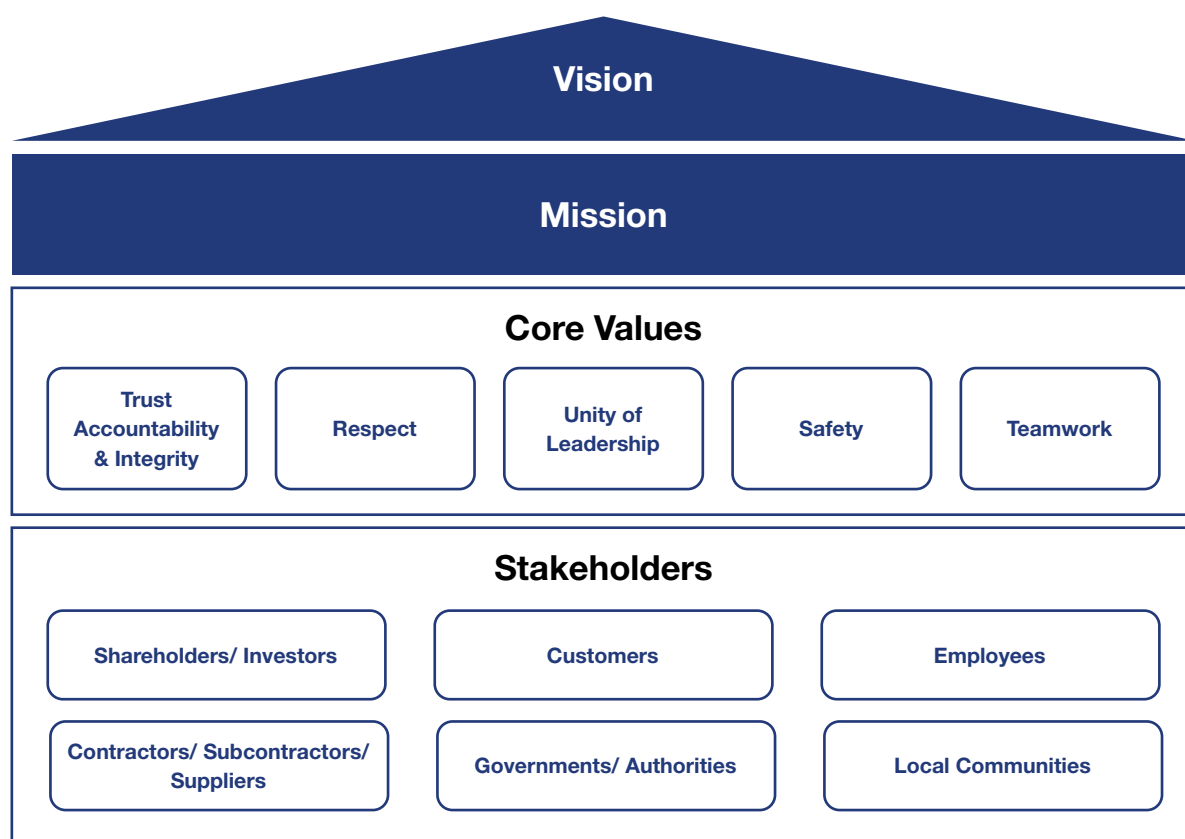 Vision
Mission
Core Values
Trust
Accountability
& Integrity
Respect
Unity of
Leadership
Safety
Teamwork
Stakeholders
Shareholders/ Investors
Customers
Employees
Contractors/ Subcontractors/
Suppliers
Governments/ Authorities
Local Communities